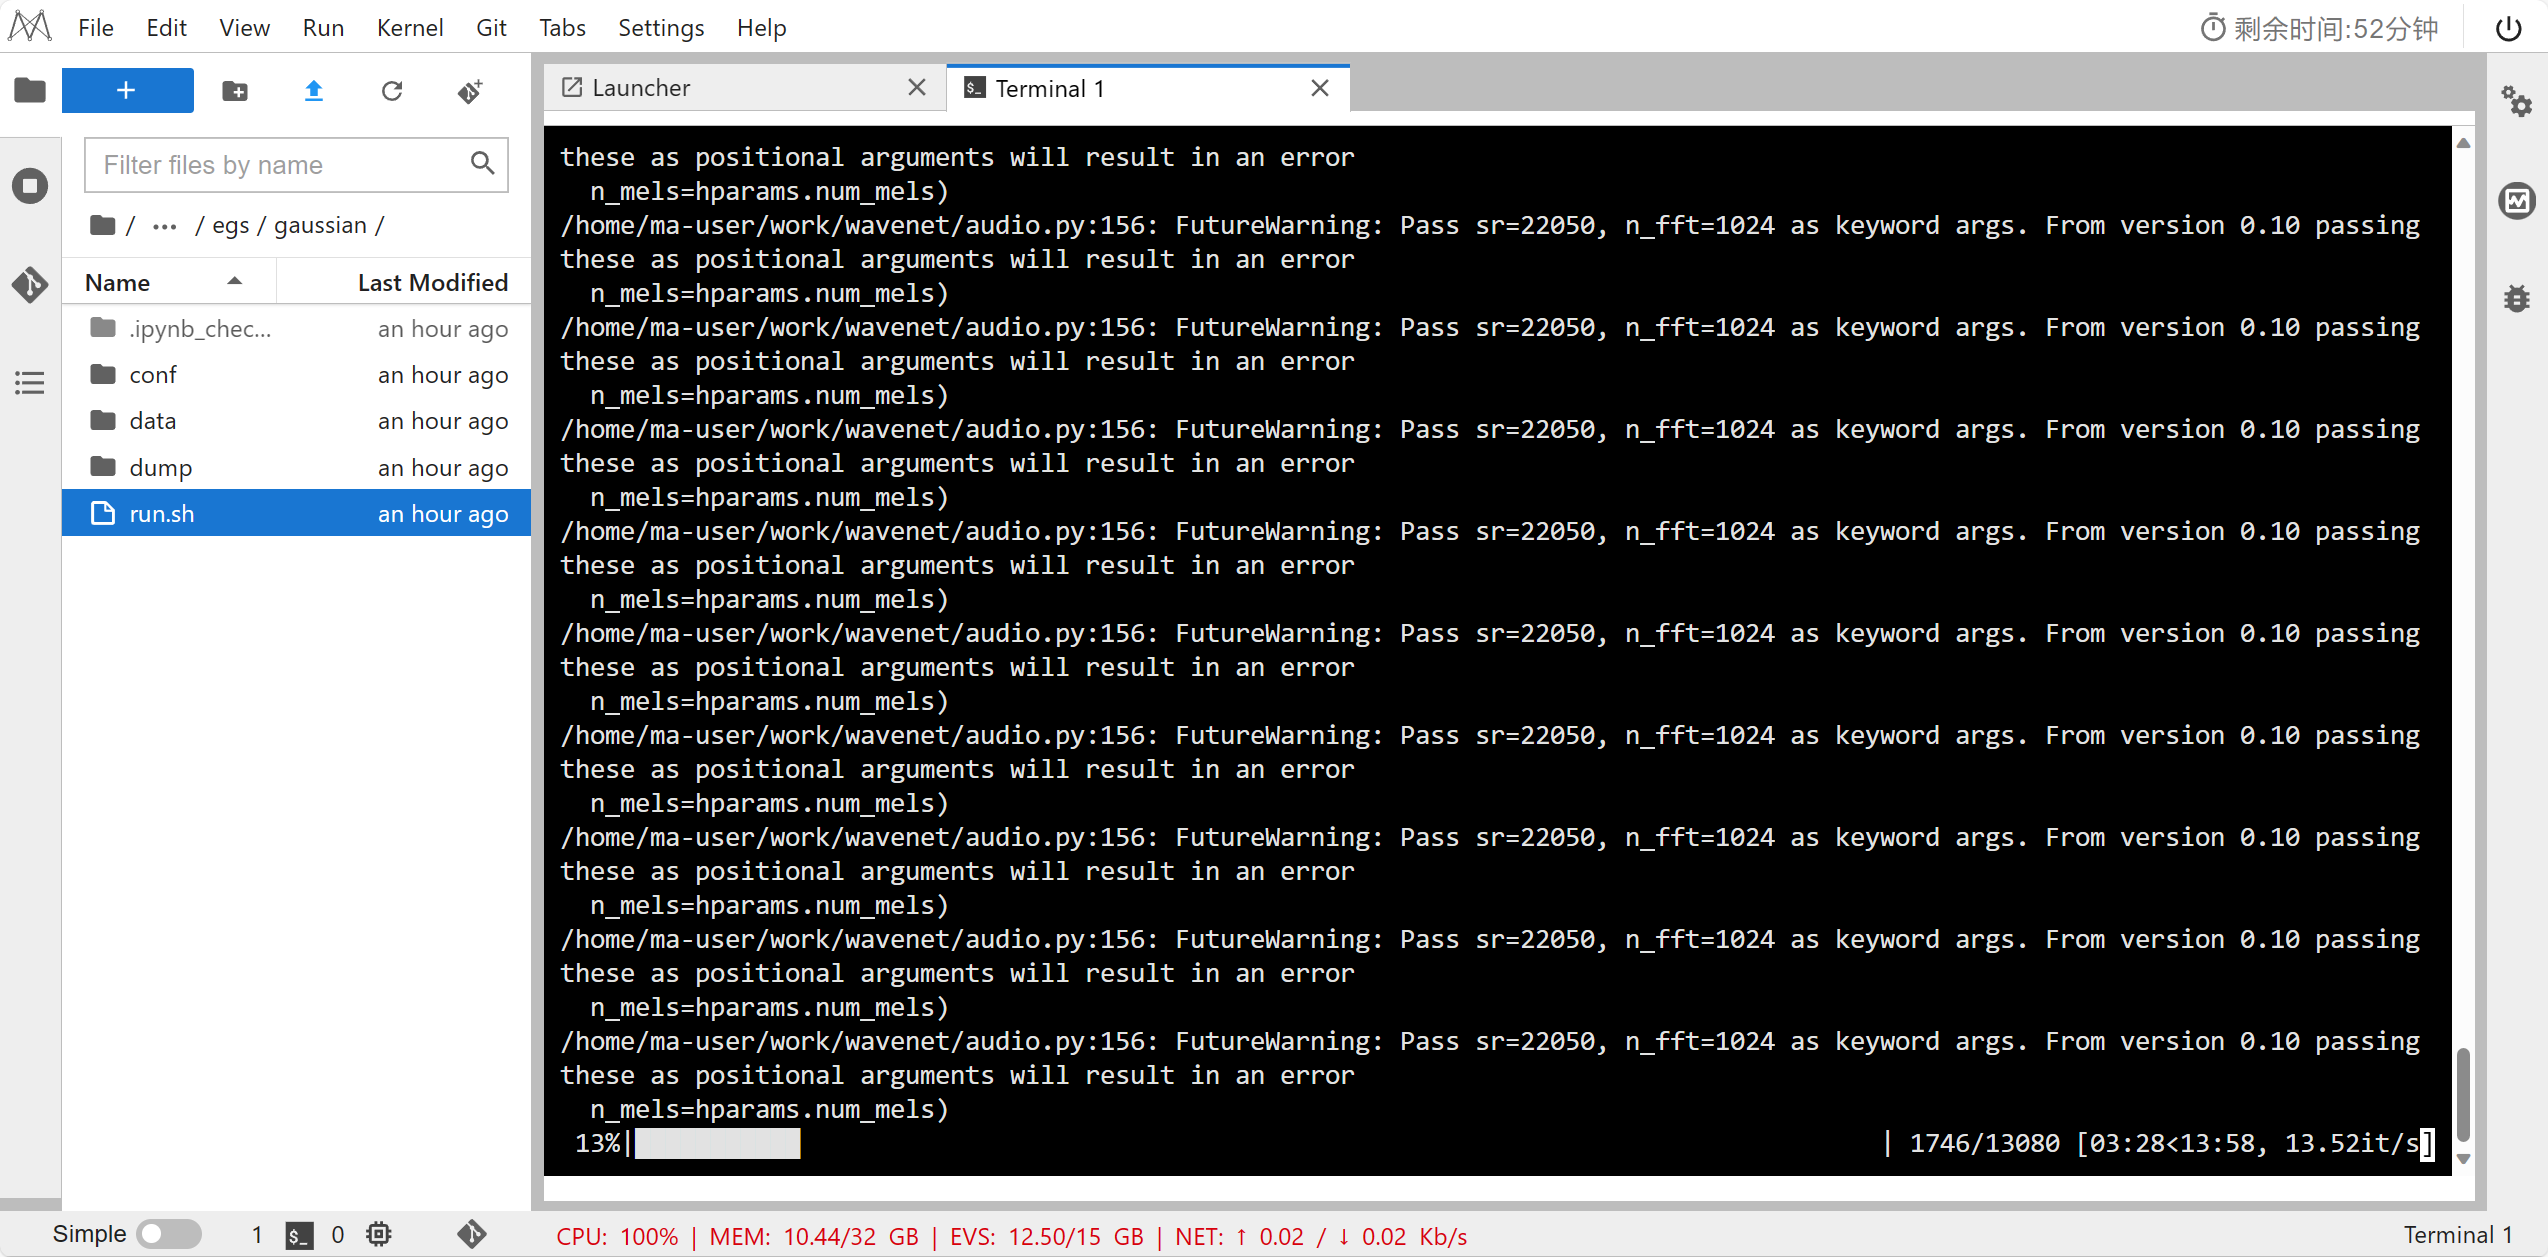 File Edit View Run Kernel Git Tabs Settings Help
剩余时间:52分钟
+
Launcher
$_ Terminal 1
Filter files by name
/ ... / egs / gaussian /
Name Last Modified
.ipynb_chec... an hour ago
conf an hour ago
data an hour ago
dump an hour ago
run.sh an hour ago
these as positional arguments will result in an error
n_mels=hparams.num_mels)
/home/ma-user/work/wavenet/audio.py:156: FutureWarning: Pass sr=22050, n_fft=1024 as keyword args. From version 0.10 passing
these as positional arguments will result in an error
n_mels=hparams.num_mels)
/home/ma-user/work/wavenet/audio.py:156: FutureWarning: Pass sr=22050, n_fft=1024 as keyword args. From version 0.10 passing
these as positional arguments will result in an error
n_mels=hparams.num_mels)
/home/ma-user/work/wavenet/audio.py:156: FutureWarning: Pass sr=22050, n_fft=1024 as keyword args. From version 0.10 passing
these as positional arguments will result in an error
n_mels=hparams.num_mels)
/home/ma-user/work/wavenet/audio.py:156: FutureWarning: Pass sr=22050, n_fft=1024 as keyword args. From version 0.10 passing
these as positional arguments will result in an error
n_mels=hparams.num_mels)
/home/ma-user/work/wavenet/audio.py:156: FutureWarning: Pass sr=22050, n_fft=1024 as keyword args. From version 0.10 passing
these as positional arguments will result in an error
n_mels=hparams.num_mels)
/home/ma-user/work/wavenet/audio.py:156: FutureWarning: Pass sr=22050, n_fft=1024 as keyword args. From version 0.10 passing
these as positional arguments will result in an error
n_mels=hparams.num_mels)
/home/ma-user/work/wavenet/audio.py:156: FutureWarning: Pass sr=22050, n_fft=1024 as keyword args. From version 0.10 passing
these as positional arguments will result in an error
n_mels=hparams.num_mels)
/home/ma-user/work/wavenet/audio.py:156: FutureWarning: Pass sr=22050, n_fft=1024 as keyword args. From version 0.10 passing
these as positional arguments will result in an error
n_mels=hparams.num_mels)
/home/ma-user/work/wavenet/audio.py:156: FutureWarning: Pass sr=22050, n_fft=1024 as keyword args. From version 0.10 passing
these as positional arguments will result in an error
n_mels=hparams.num_mels)
13%| | 1746/13080 [03:28<13:58, 13.52it/s]
Simple 1 $_ 0
CPU: 100% | MEM: 10.44/32 GB | EVS: 12.50/15 GB | NET: ↑ 0.02 / ↓ 0.02 Kb/s
Terminal 1